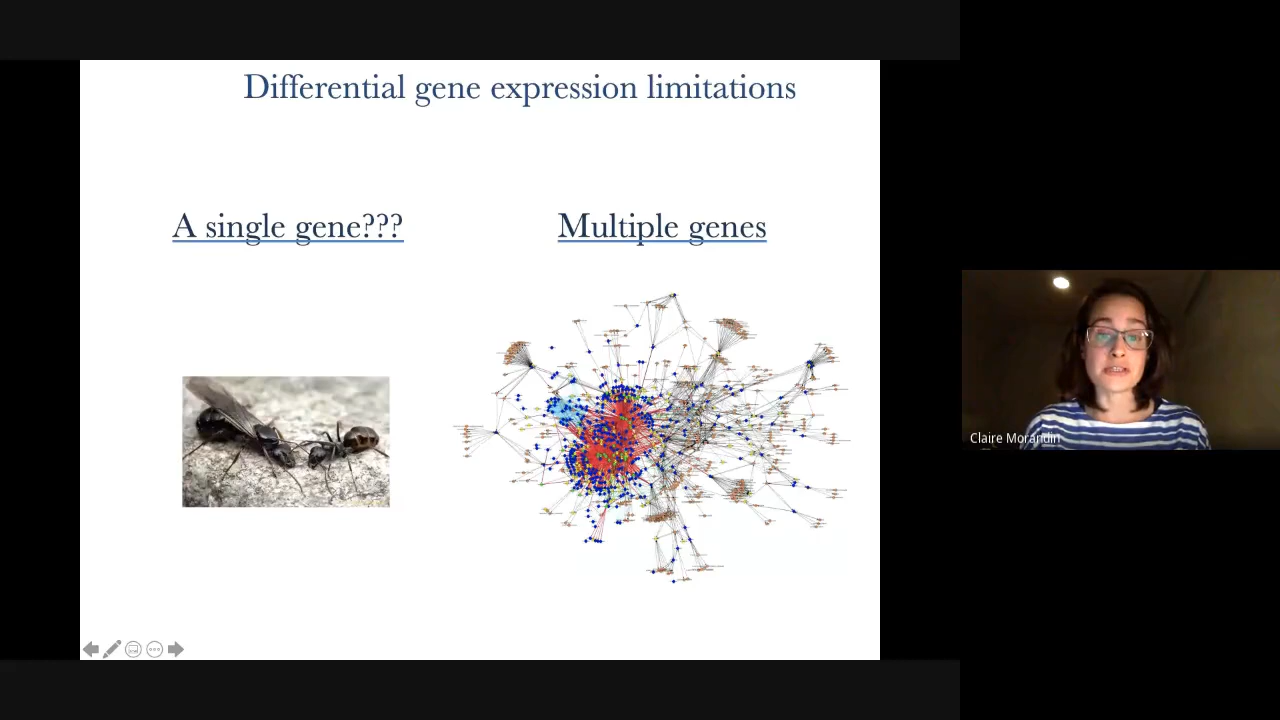 Differential gene expression limitations
A single gene???
Multiple genes
Claire Morandin